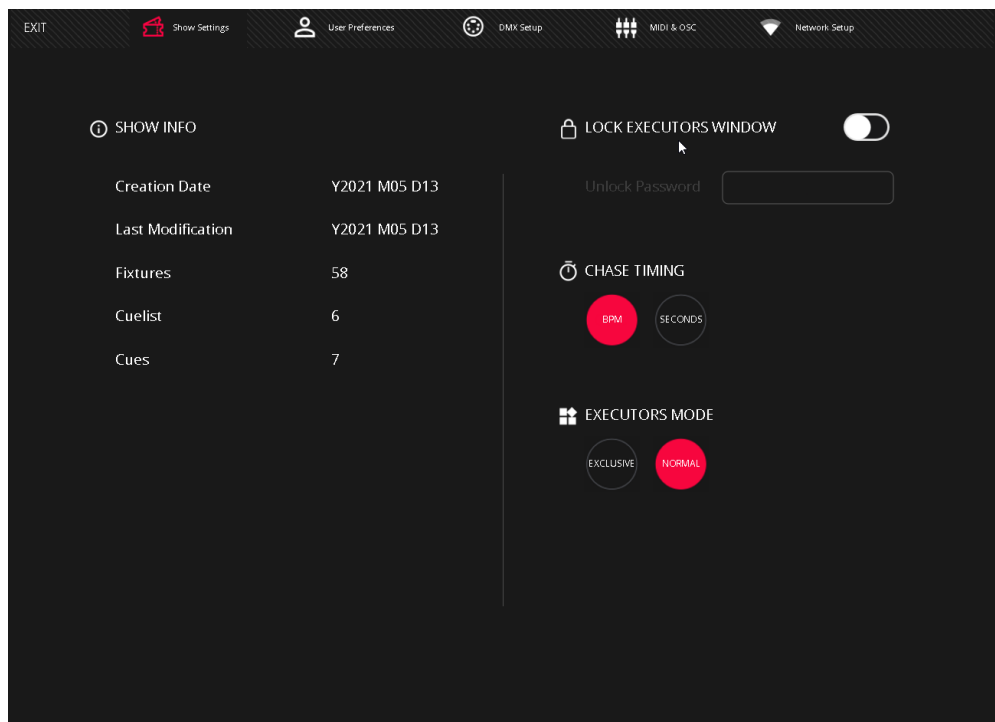 EXIT
Show Settings
User Preferences
DMX Setup
MIDI & OSC
Network Setup
SHOW INFO
Creation Date Y2021 M05 D13
Last Modification Y2021 M05 D13
Fixtures 58
Cuelist 6
Cues 7
LOCK EXECUTORS WINDOW
Unlock Password
CHASE TIMING
BPM SECONDS
EXECUTORS MODE
EXCLUSIVE NORMAL